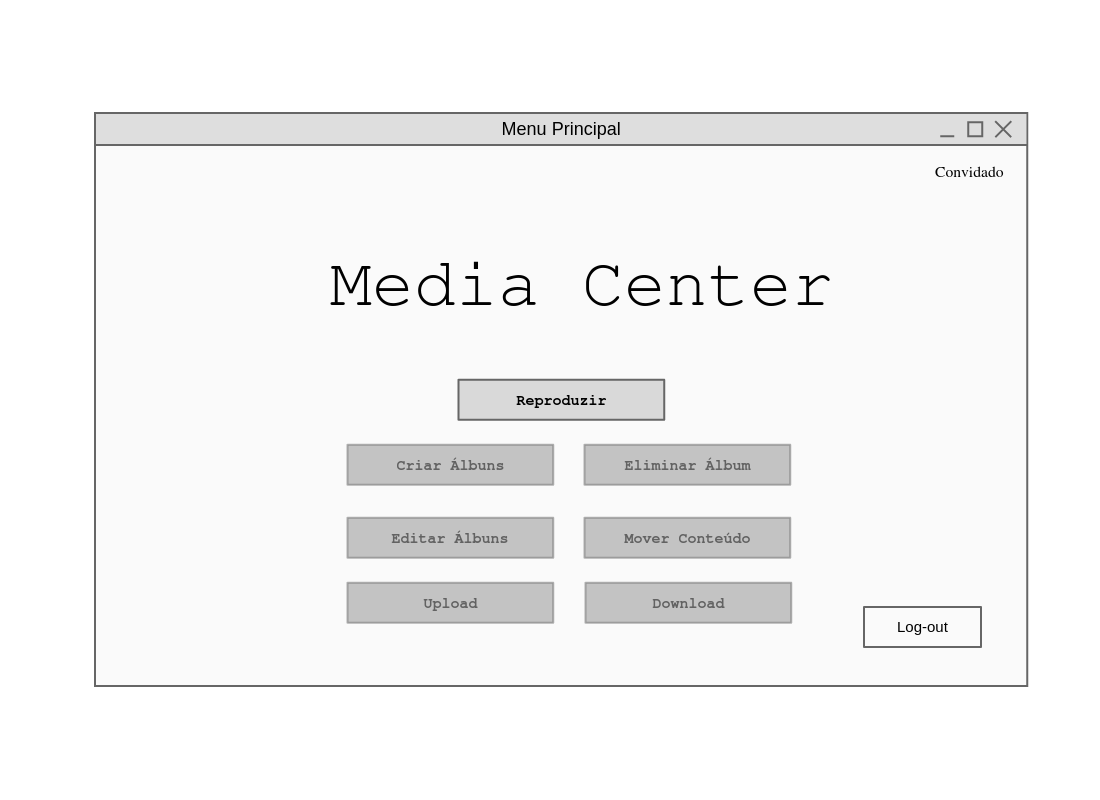 Menu Principal
Convidado
Media Center
Reproduzir
Criar Álbuns
Eliminar Álbum
Editar Álbuns
Mover Conteúdo
Upload
Download
Log-out